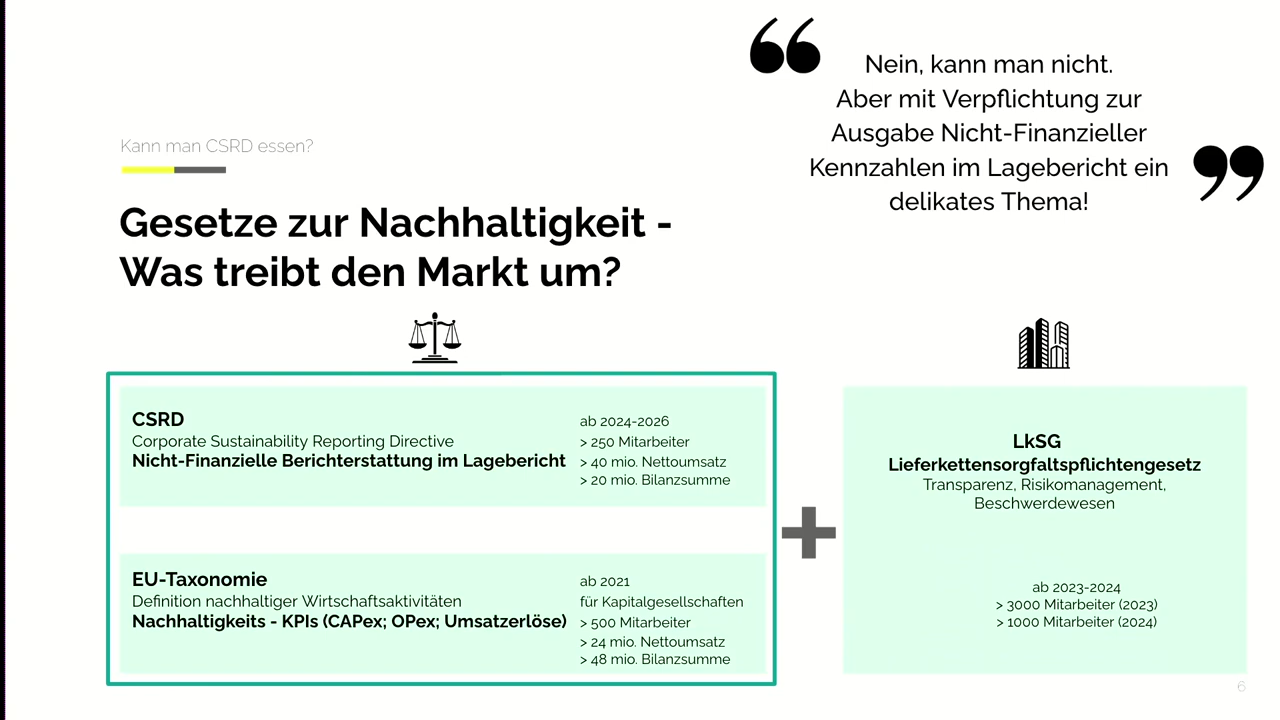 “
Nein, kann man nicht.
Aber mit Verpflichtung zur
Ausgabe Nicht-Finanzieller
Kennzahlen im Lagebericht ein
delikates Thema!
”
Kann man CSRD essen?
Gesetze zur Nachhaltigkeit -
Was treibt den Markt um?
CSRD
Corporate Sustainability Reporting Directive
Nicht-Finanzielle Berichterstattung im Lagebericht
ab 2024-2026
> 250 Mitarbeiter
> 40 mio. Nettoumsatz
> 20 mio. Bilanzsumme
EU-Taxonomie
Definition nachhaltiger Wirtschaftsaktivitäten
Nachhaltigkeits - KPIs (CAPex; OPex; Umsatzerlöse)
ab 2021
für Kapitalgesellschaften
> 500 Mitarbeiter
> 24 mio. Nettoumsatz
> 48 mio. Bilanzsumme
+
LkSG
Lieferkettensorgfaltspflichtengesetz
Transparenz, Risikomanagement,
Beschwerdewesen
ab 2023-2024
> 3000 Mitarbeiter (2023)
> 1000 Mitarbeiter (2024)
6